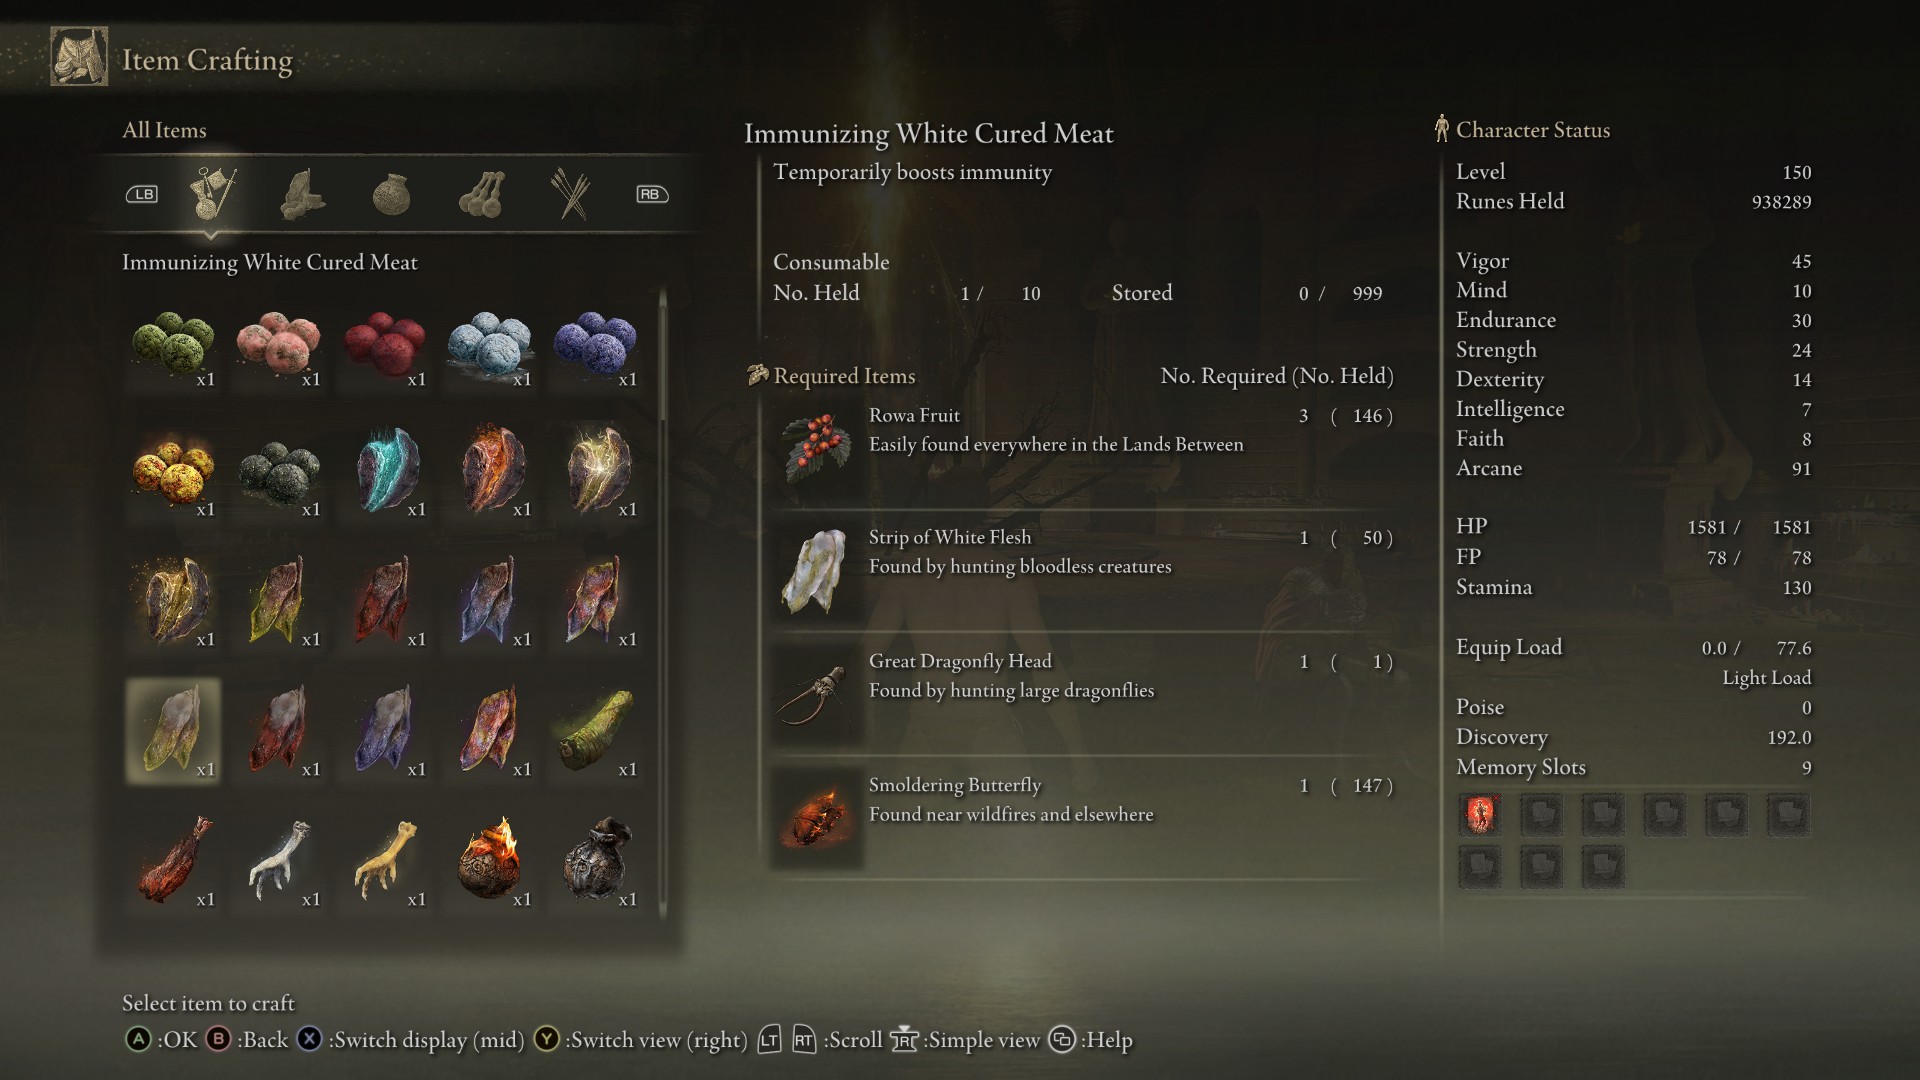 Item Crafting
All Items
LB
RB
Immunizing White Cured Meat
x1 x1 x1 x1 x1
x1 x1 x1 x1 x1
x1 x1 x1 x1 x1
x1 x1 x1 x1 x1
x1 x1 x1 x1 x1
Immunizing White Cured Meat
Temporarily boosts immunity
Consumable
No. Held 1 / 10 Stored 0 / 999
Required Items No. Required (No. Held)
Rowa Fruit 3 ( 146 )
Easily found everywhere in the Lands Between
Strip of White Flesh 1 ( 50 )
Found by hunting bloodless creatures
Great Dragonfly Head 1 ( 1 )
Found by hunting large dragonflies
Smoldering Butterfly 1 ( 147 )
Found near wildfires and elsewhere
Character Status
Level 150
Runes Held 938289
Vigor 45
Mind 10
Endurance 30
Strength 24
Dexterity 14
Intelligence 7
Faith 8
Arcane 91
HP 1581 / 1581
FP 78 / 78
Stamina 130
Equip Load 0.0 / 77.6
Light Load
Poise 0
Discovery 192.0
Memory Slots 9
Select item to craft
A :OK B :Back X :Switch display (mid) Y :Switch view (right) LT RT :Scroll R :Simple view :Help